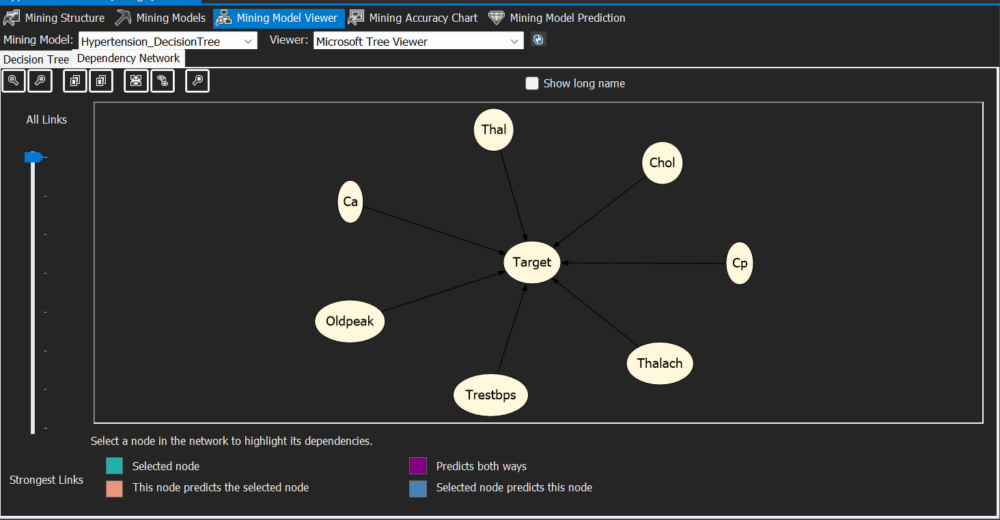 Mining Structure Mining Models Mining Model Viewer Mining Accuracy Chart Mining Model Prediction
Mining Model: Hypertension_DecisionTree Viewer: Microsoft Tree Viewer
Decision Tree Dependency Network
Show long name
All Links
Thal
Chol
Ca
Target
Cp
Oldpeak
Thalach
Trestbps
Select a node in the network to highlight its dependencies.
Selected node Predicts both ways
Strongest Links
This node predicts the selected node Selected node predicts this node